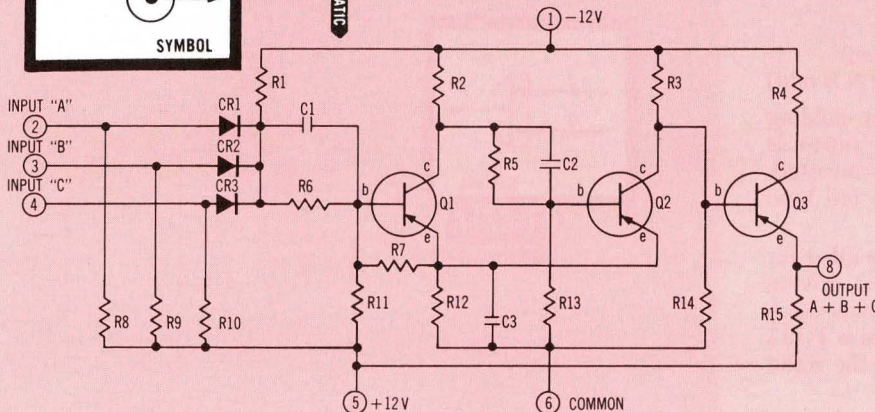 SYMBOL
1 -12V
R1
R2
R3
R4
INPUT "A"
2
CR1
C1
INPUT "B"
3
CR2
R5
C2
INPUT "C"
4
CR3
R6
c
c
c
b
Q1
b
Q2
b
Q3
e
e
e
R7
8
OUTPUT
A + B + C
R8
R9
R10
R11
R12
C3
R13
R14
R15
5 +12V
6 COMMON